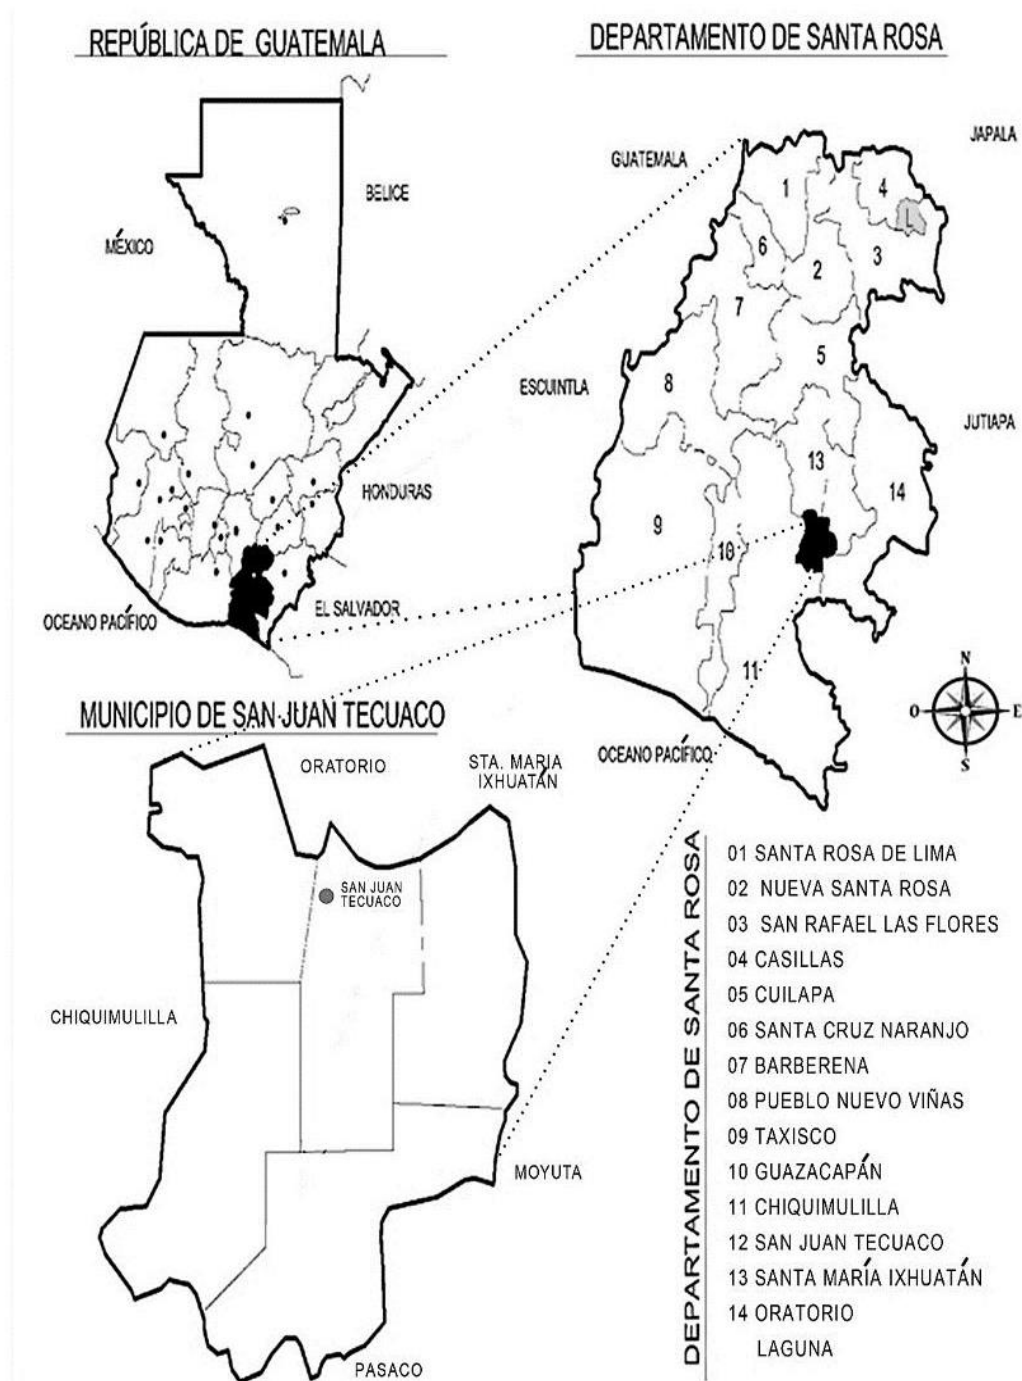 REPÚBLICA DE GUATEMALA
BELICE
MÉXICO
HONDURAS
EL SALVADOR
OCEANO PACÍFICO
DEPARTAMENTO DE SANTA ROSA
JAPALA
GUATEMALA
1
4
L
6
2
3
7
5
ESCUINTLA
8
JUTIAPA
13
14
9
10
11
OCEANO PACÍFICO
N
O
E
S
MUNICIPIO DE SAN JUAN TECUACO
ORATORIO
STA. MARIA
IXHUATÁN
SAN JUAN
TECUACO
CHIQUIMULILLA
MOYUTA
PASACO
DEPARTAMENTO DE SANTA ROSA
01 SANTA ROSA DE LIMA
02 NUEVA SANTA ROSA
03 SAN RAFAEL LAS FLORES
04 CASILLAS
05 CUILAPA
06 SANTA CRUZ NARANJO
07 BARBERENA
08 PUEBLO NUEVO VIÑAS
09 TAXISCO
10 GUAZACAPÁN
11 CHIQUIMULILLA
12 SAN JUAN TECUACO
13 SANTA MARÍA IXHUATÁN
14 ORATORIO
LAGUNA